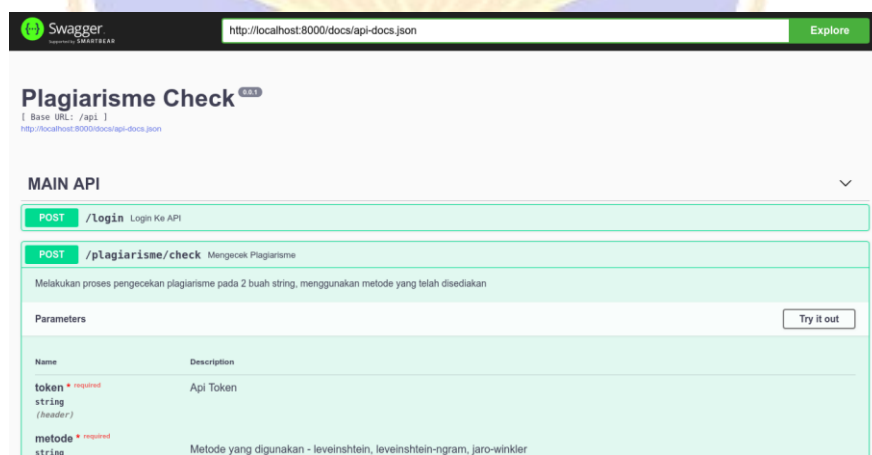 Swagger.
Supported by SMARTBEAR
http://localhost:8000/docs/api-docs.json
Explore
Plagiarisme Check 0.0.1
[ Base URL: /api ]
http://localhost:8000/docs/api-docs.json
MAIN API
POST /login Login Ke API
POST /plagiarisme/check Mengecek Plagiarisme
Melakukan proses pengecekan plagiarisme pada 2 buah string, menggunakan metode yang telah disediakan
Parameters Try it out
Name Description
token * required Api Token
string
(header)
metode * required
string Metode yang digunakan - leveinshtein, leveinshtein-ngram, jaro-winkler